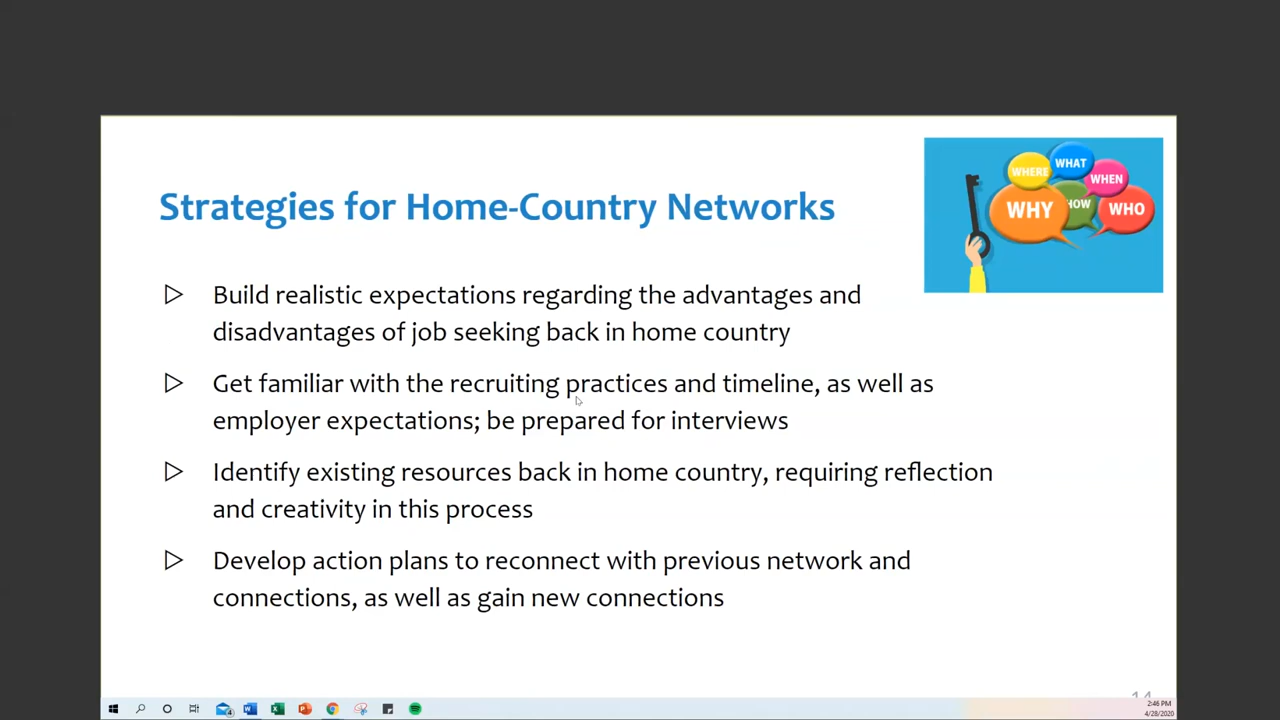 Strategies for Home-Country Networks
WHERE
WHAT
WHEN
WHY
HOW
WHO
Build realistic expectations regarding the advantages and
disadvantages of job seeking back in home country
Get familiar with the recruiting practices and timeline, as well as
employer expectations; be prepared for interviews
Identify existing resources back in home country, requiring reflection
and creativity in this process
Develop action plans to reconnect with previous network and
connections, as well as gain new connections
14
2:46 PM
4/28/2020